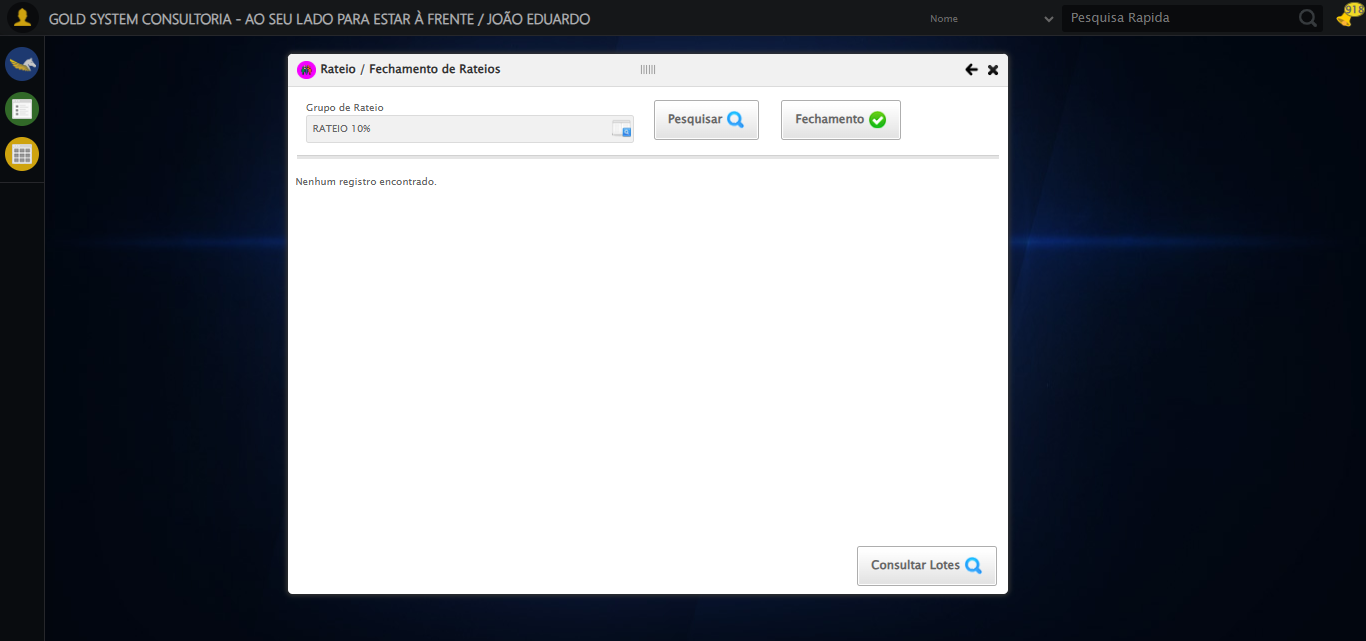 GOLD SYSTEM CONSULTORIA - AO SEU LADO PARA ESTAR À FRENTE / JOÃO EDUARDO
Nome
Pesquisa Rapida
918
Rateio / Fechamento de Rateios
Grupo de Rateio
RATEIO 10%
Pesquisar
Fechamento
Nenhum registro encontrado.
Consultar Lotes